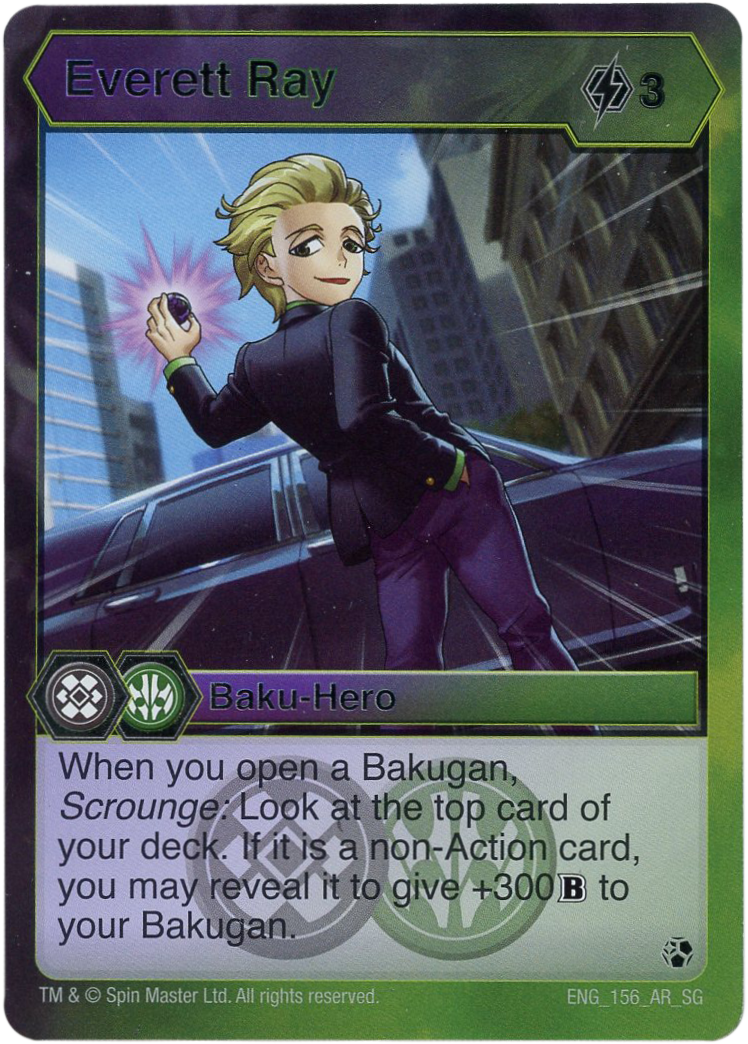 Everett Ray
3
Baku-Hero
When you open a Bakugan,
Scrounge: Look at the top card of
your deck. If it is a non-Action card,
you may reveal it to give +300B to
your Bakugan.
TM & © Spin Master Ltd. All rights reserved.
ENG_156_AR_SG